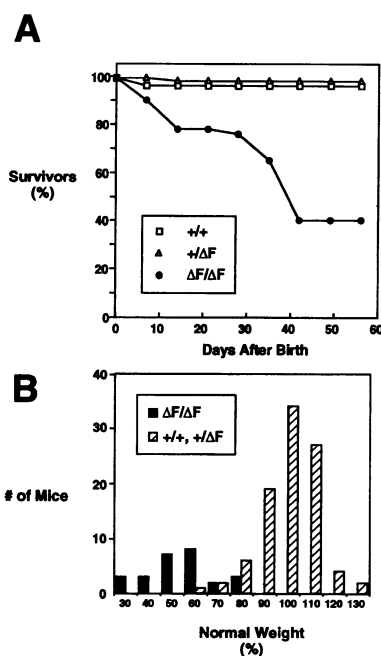 A
100
80
60
40
20
0
Survivors
(%)
+/+
+/ΔF
ΔF/ΔF
0 10 20 30 40 50 60
Days After Birth
B
40
30
20
10
0
# of Mice
ΔF/ΔF
+/+, +/ΔF
30 40 50 60 70 80 90 100 110 120 130
Normal Weight
(%)